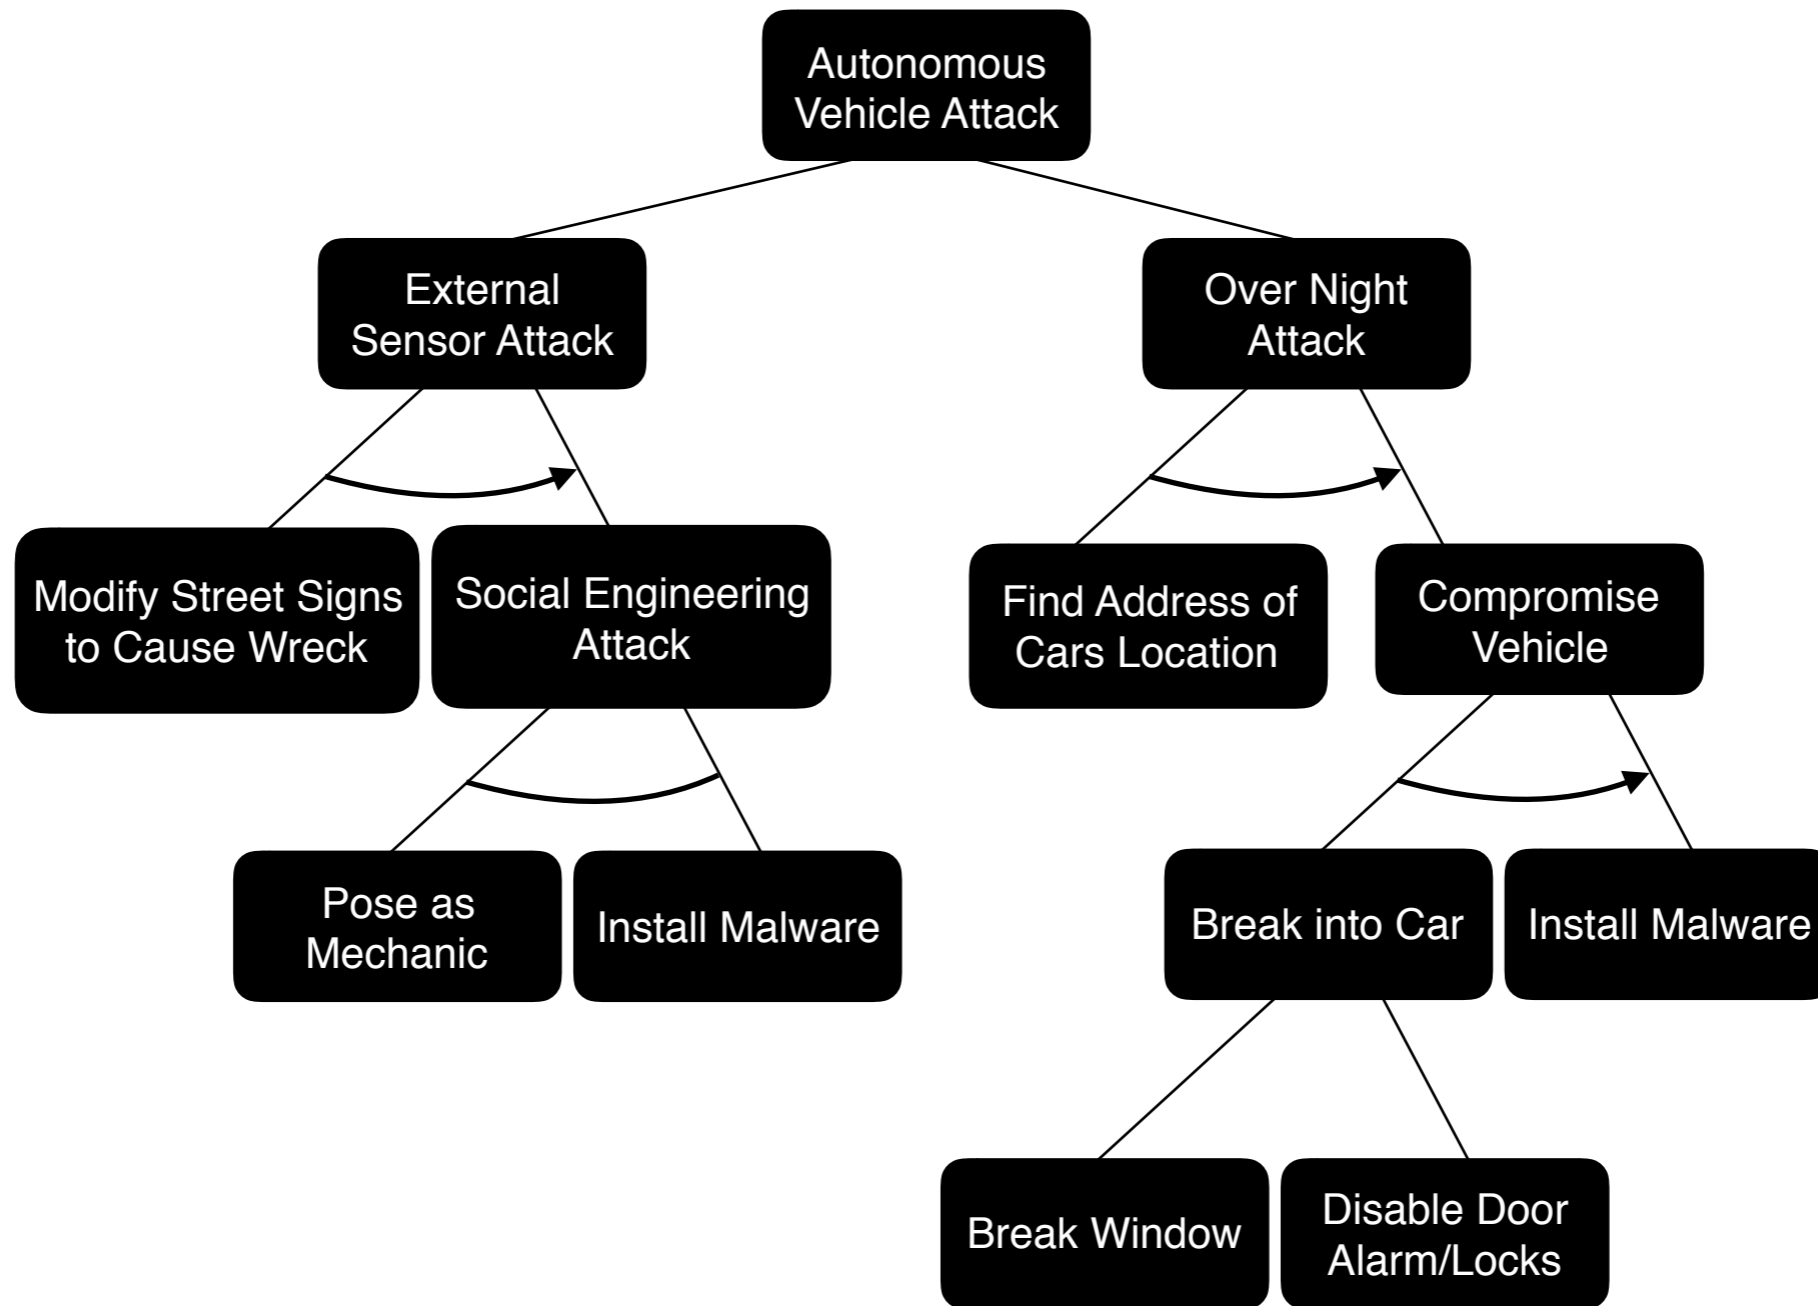 Autonomous
Vehicle Attack
External
Sensor Attack
Over Night
Attack
Modify Street Signs
to Cause Wreck
Social Engineering
Attack
Find Address of
Cars Location
Compromise
Vehicle
Pose as
Mechanic
Install Malware
Break into Car
Install Malware
Break Window
Disable Door
Alarm/Locks